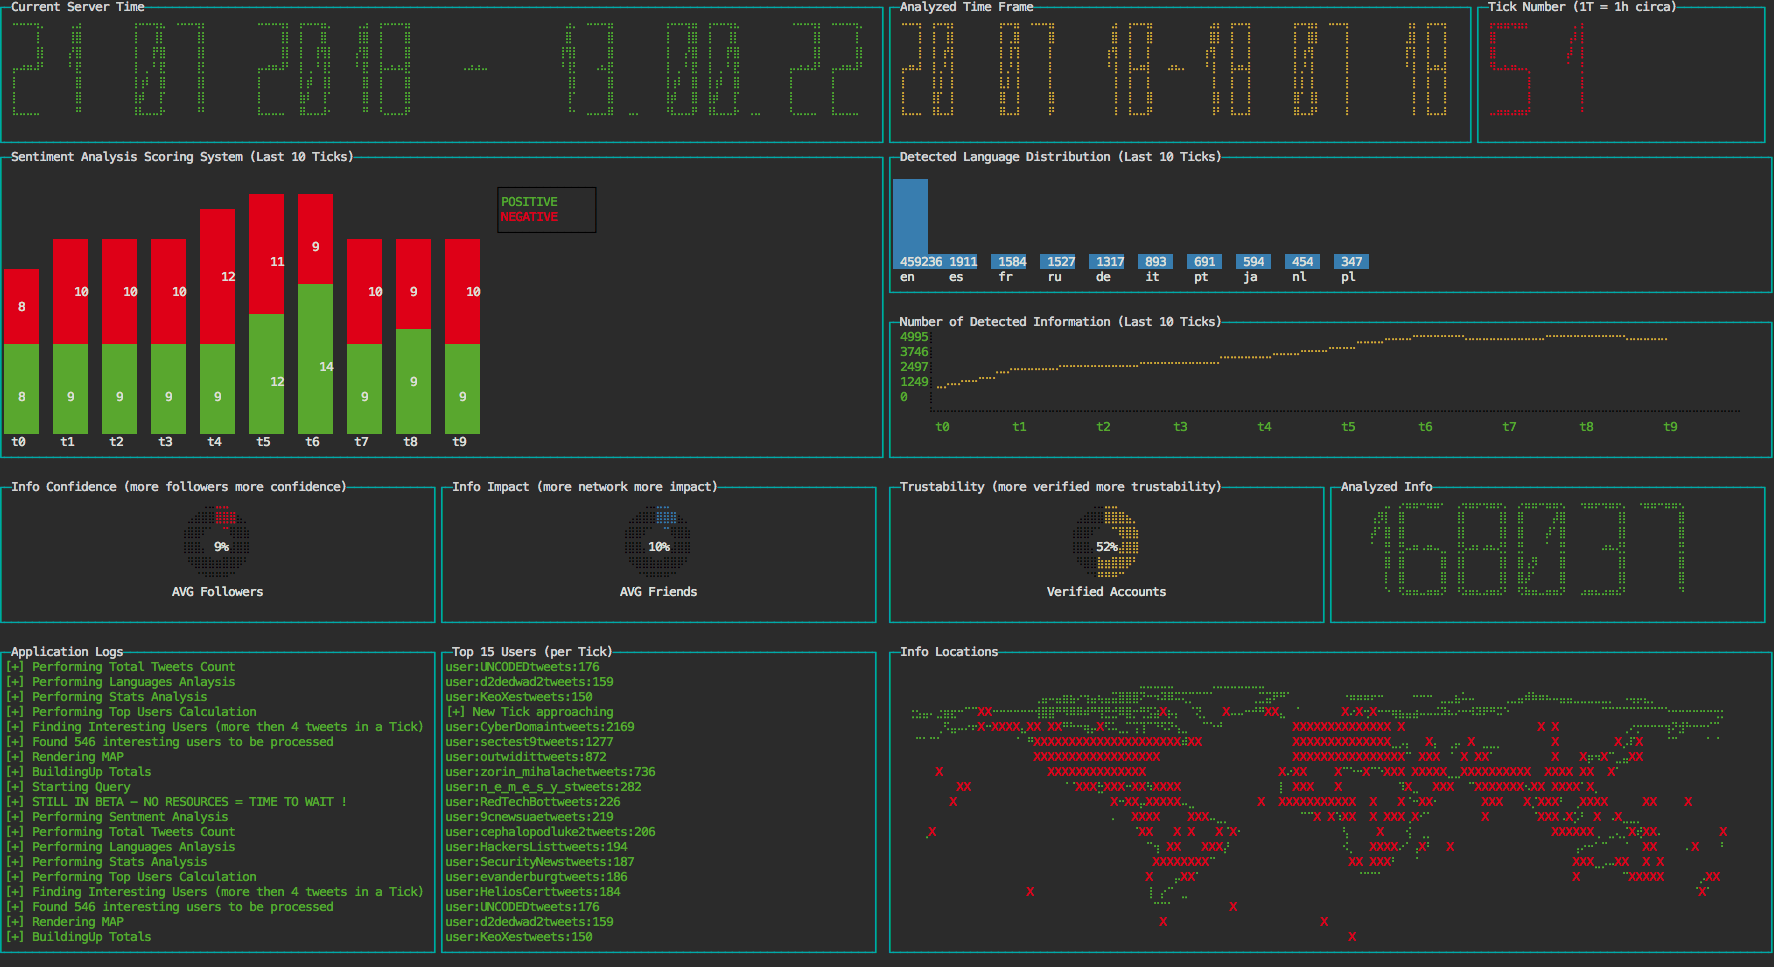 Current Server Time
21 07 2018 - 13.00.22
Analyzed Time Frame
20 07 18-18 07 18
Tick Number (1T = 1h circa)
51
Sentiment Analysis Scoring System (Last 10 Ticks)
POSITIVE
NEGATIVE
8 10 10 10 12 11 9 10 9 10
8 9 9 9 9 12 14 9 9 9
t0 t1 t2 t3 t4 t5 t6 t7 t8 t9
Detected Language Distribution (Last 10 Ticks)
459236 1911 1584 1527 1317 893 691 594 454 347
en es fr ru de it pt ja nl pl
Number of Detected Information (Last 10 Ticks)
4995
3746
2497
1249
0
t0 t1 t2 t3 t4 t5 t6 t7 t8 t9
Info Confidence (more followers more confidence)
9%
AVG Followers
Info Impact (more network more impact)
10%
AVG Friends
Trustability (more verified more trustability)
52%
Verified Accounts
Analyzed Info
168037
Application Logs
[+] Performing Total Tweets Count
[+] Performing Languages Anlaysis
[+] Performing Stats Analysis
[+] Performing Top Users Calculation
[+] Finding Interesting Users (more then 4 tweets in a Tick)
[+] Found 546 interesting users to be processed
[+] Rendering MAP
[+] BuildingUp Totals
[+] Starting Query
[+] STILL IN BETA – NO RESOURCES = TIME TO WAIT !
[+] Performing Sentment Analysis
[+] Performing Total Tweets Count
[+] Performing Languages Anlaysis
[+] Performing Stats Analysis
[+] Performing Top Users Calculation
[+] Finding Interesting Users (more then 4 tweets in a Tick)
[+] Found 546 interesting users to be processed
[+] Rendering MAP
[+] BuildingUp Totals
Top 15 Users (per Tick)
user:UNCODEDtweets:176
user:d2dedwad2tweets:159
user:KeoXestweets:150
[+] New Tick approaching
user:CyberDomaintweets:2169
user:sectest9tweets:1277
user:outwidittweets:872
user:zorin_mihalachetweets:736
user:n_e_m_e_s_y_stweets:282
user:RedTechBottweets:226
user:9cnewsuaetweets:219
user:cephalopodluke2tweets:206
user:HackersListtweets:194
user:SecurityNewstweets:187
user:evanderburgtweets:186
user:HeliosCerttweets:184
user:UNCODEDtweets:176
user:d2dedwad2tweets:159
user:KeoXestweets:150
Info Locations